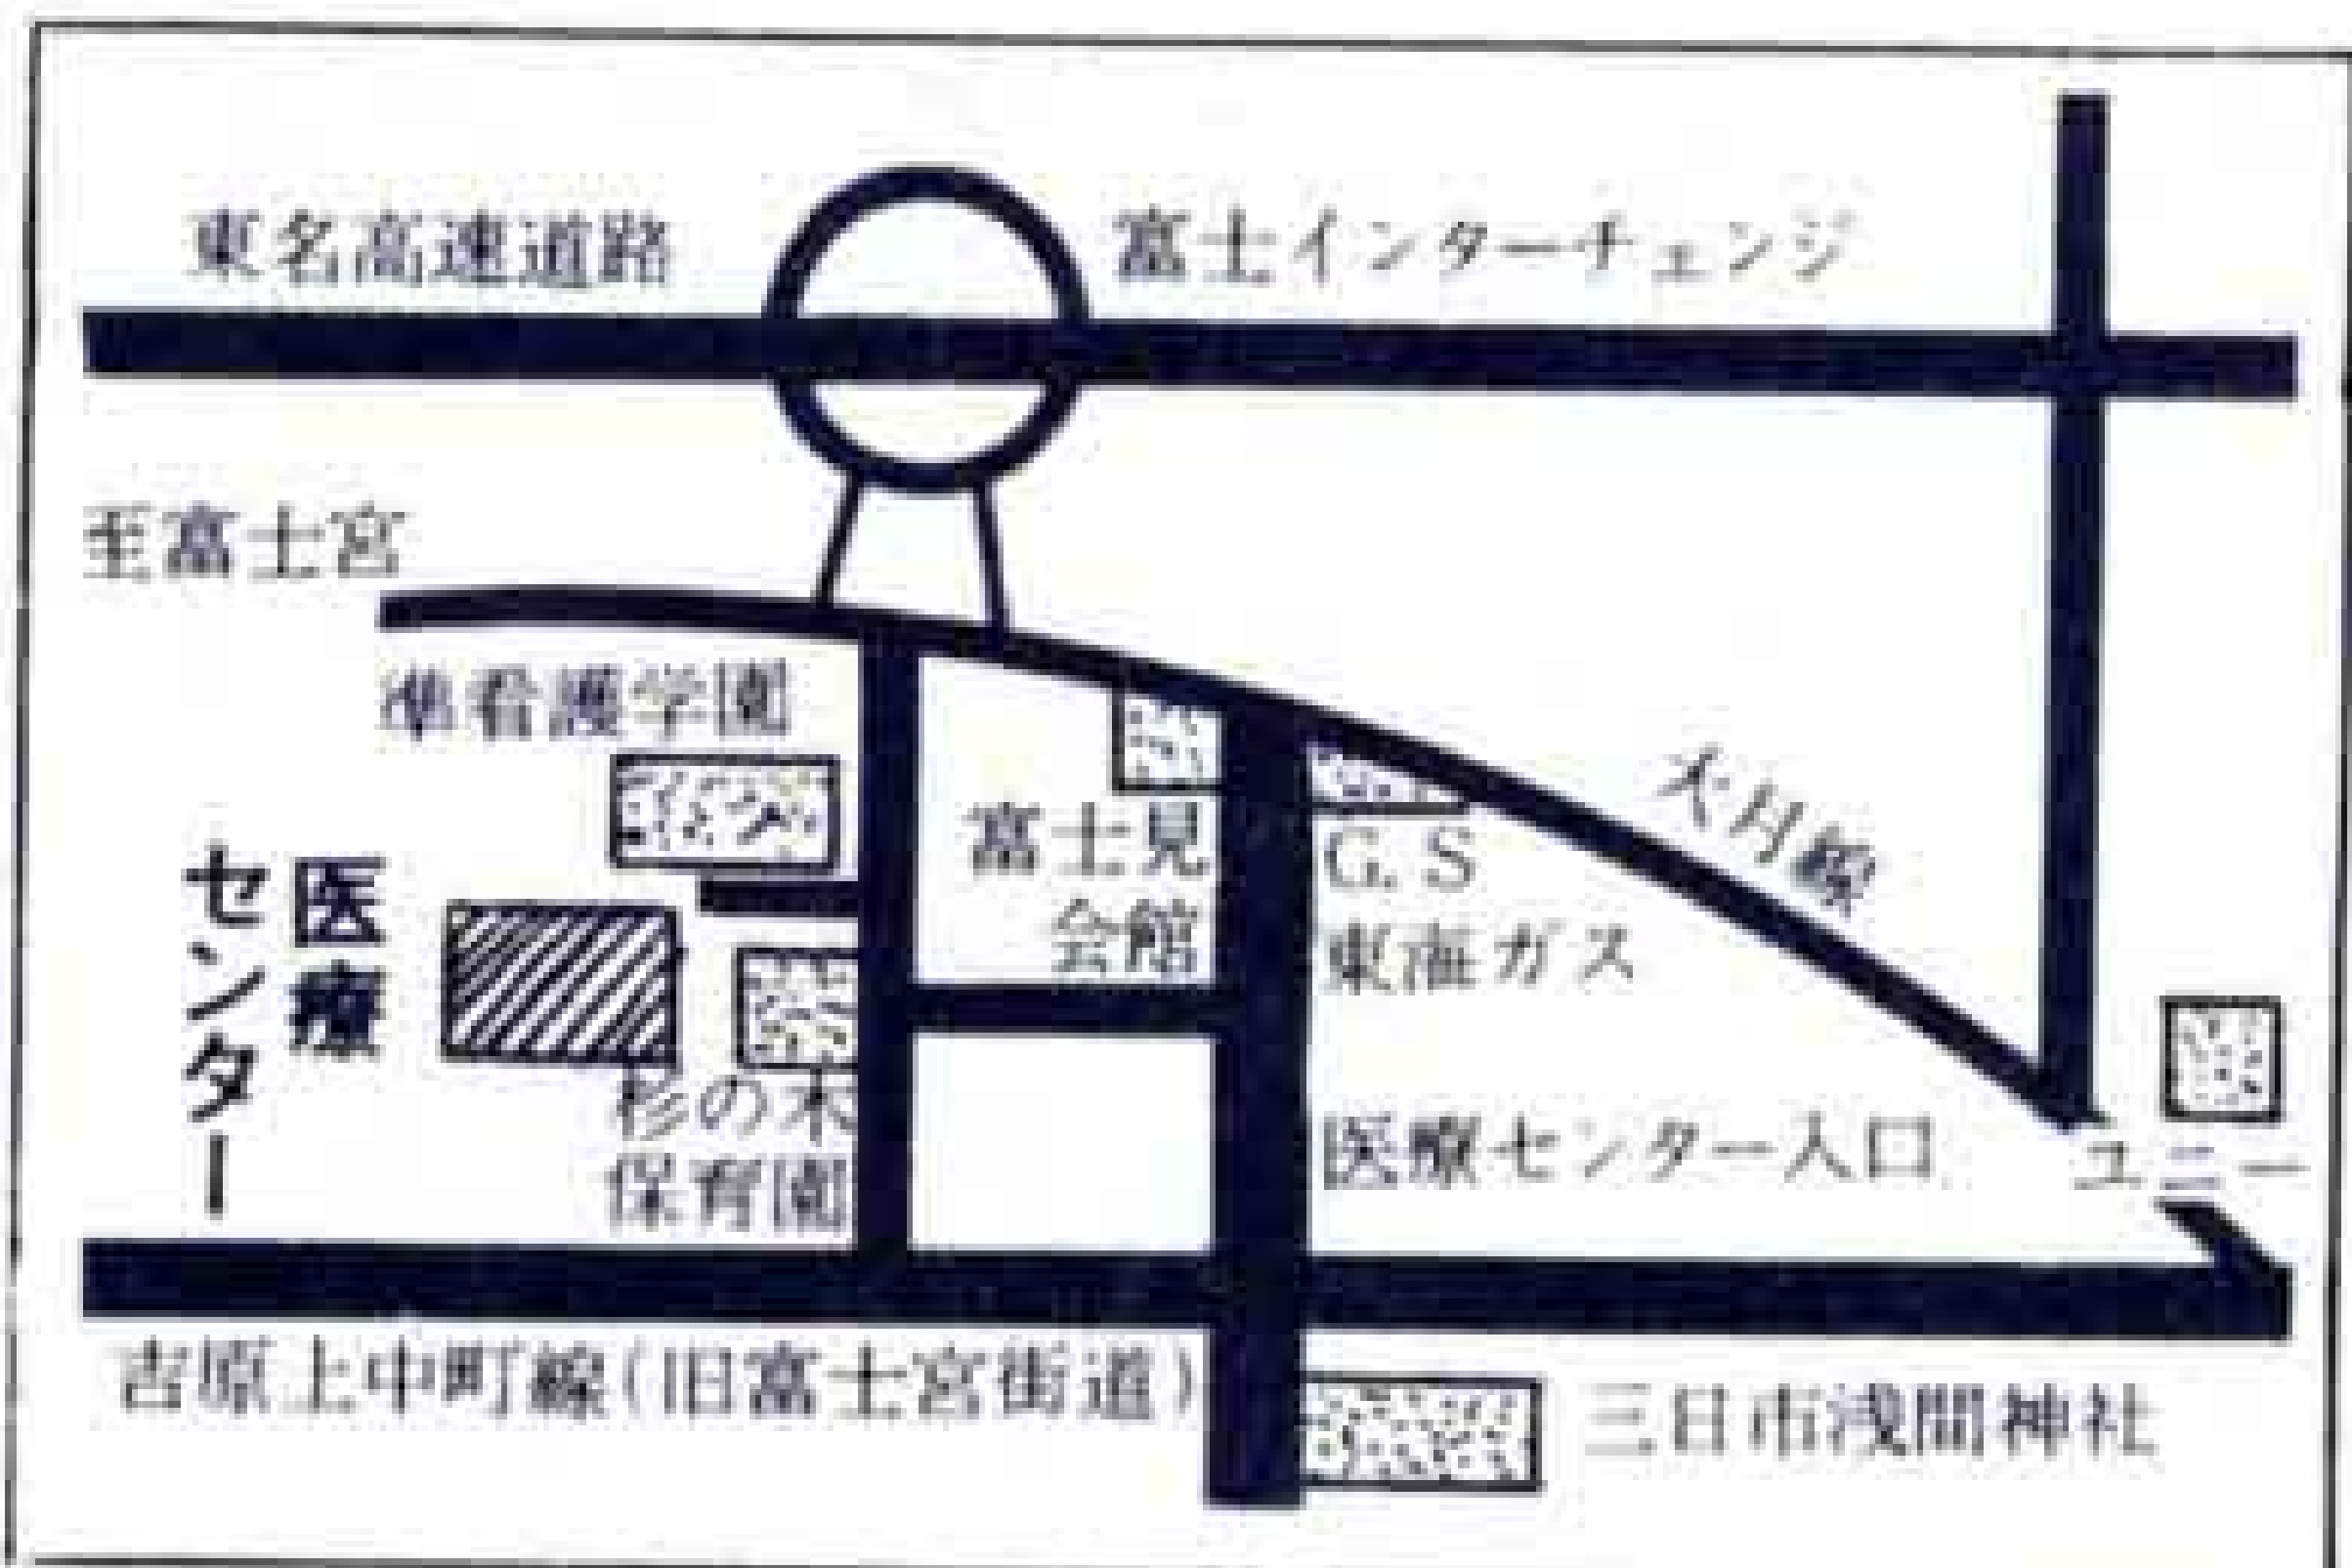 東名高速道路
富士インターチェンジ
至富士宮
准看護学園
大月線
富士見
会館
G.S
東海ガス
医療
センター
杉の木
保育園
医療センター入口
ユニー
吉原上中町線(旧富士宮街道)
三日市浅間神社